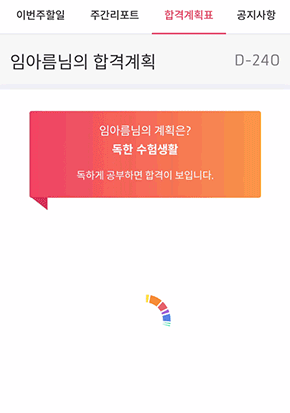 이번주할일 주간리포트 합격계획표 공지사항
임아름님의 합격계획 D-240
임아름님의 계획은?
독한 수험생활
독하게 공부하면 합격이 보입니다.